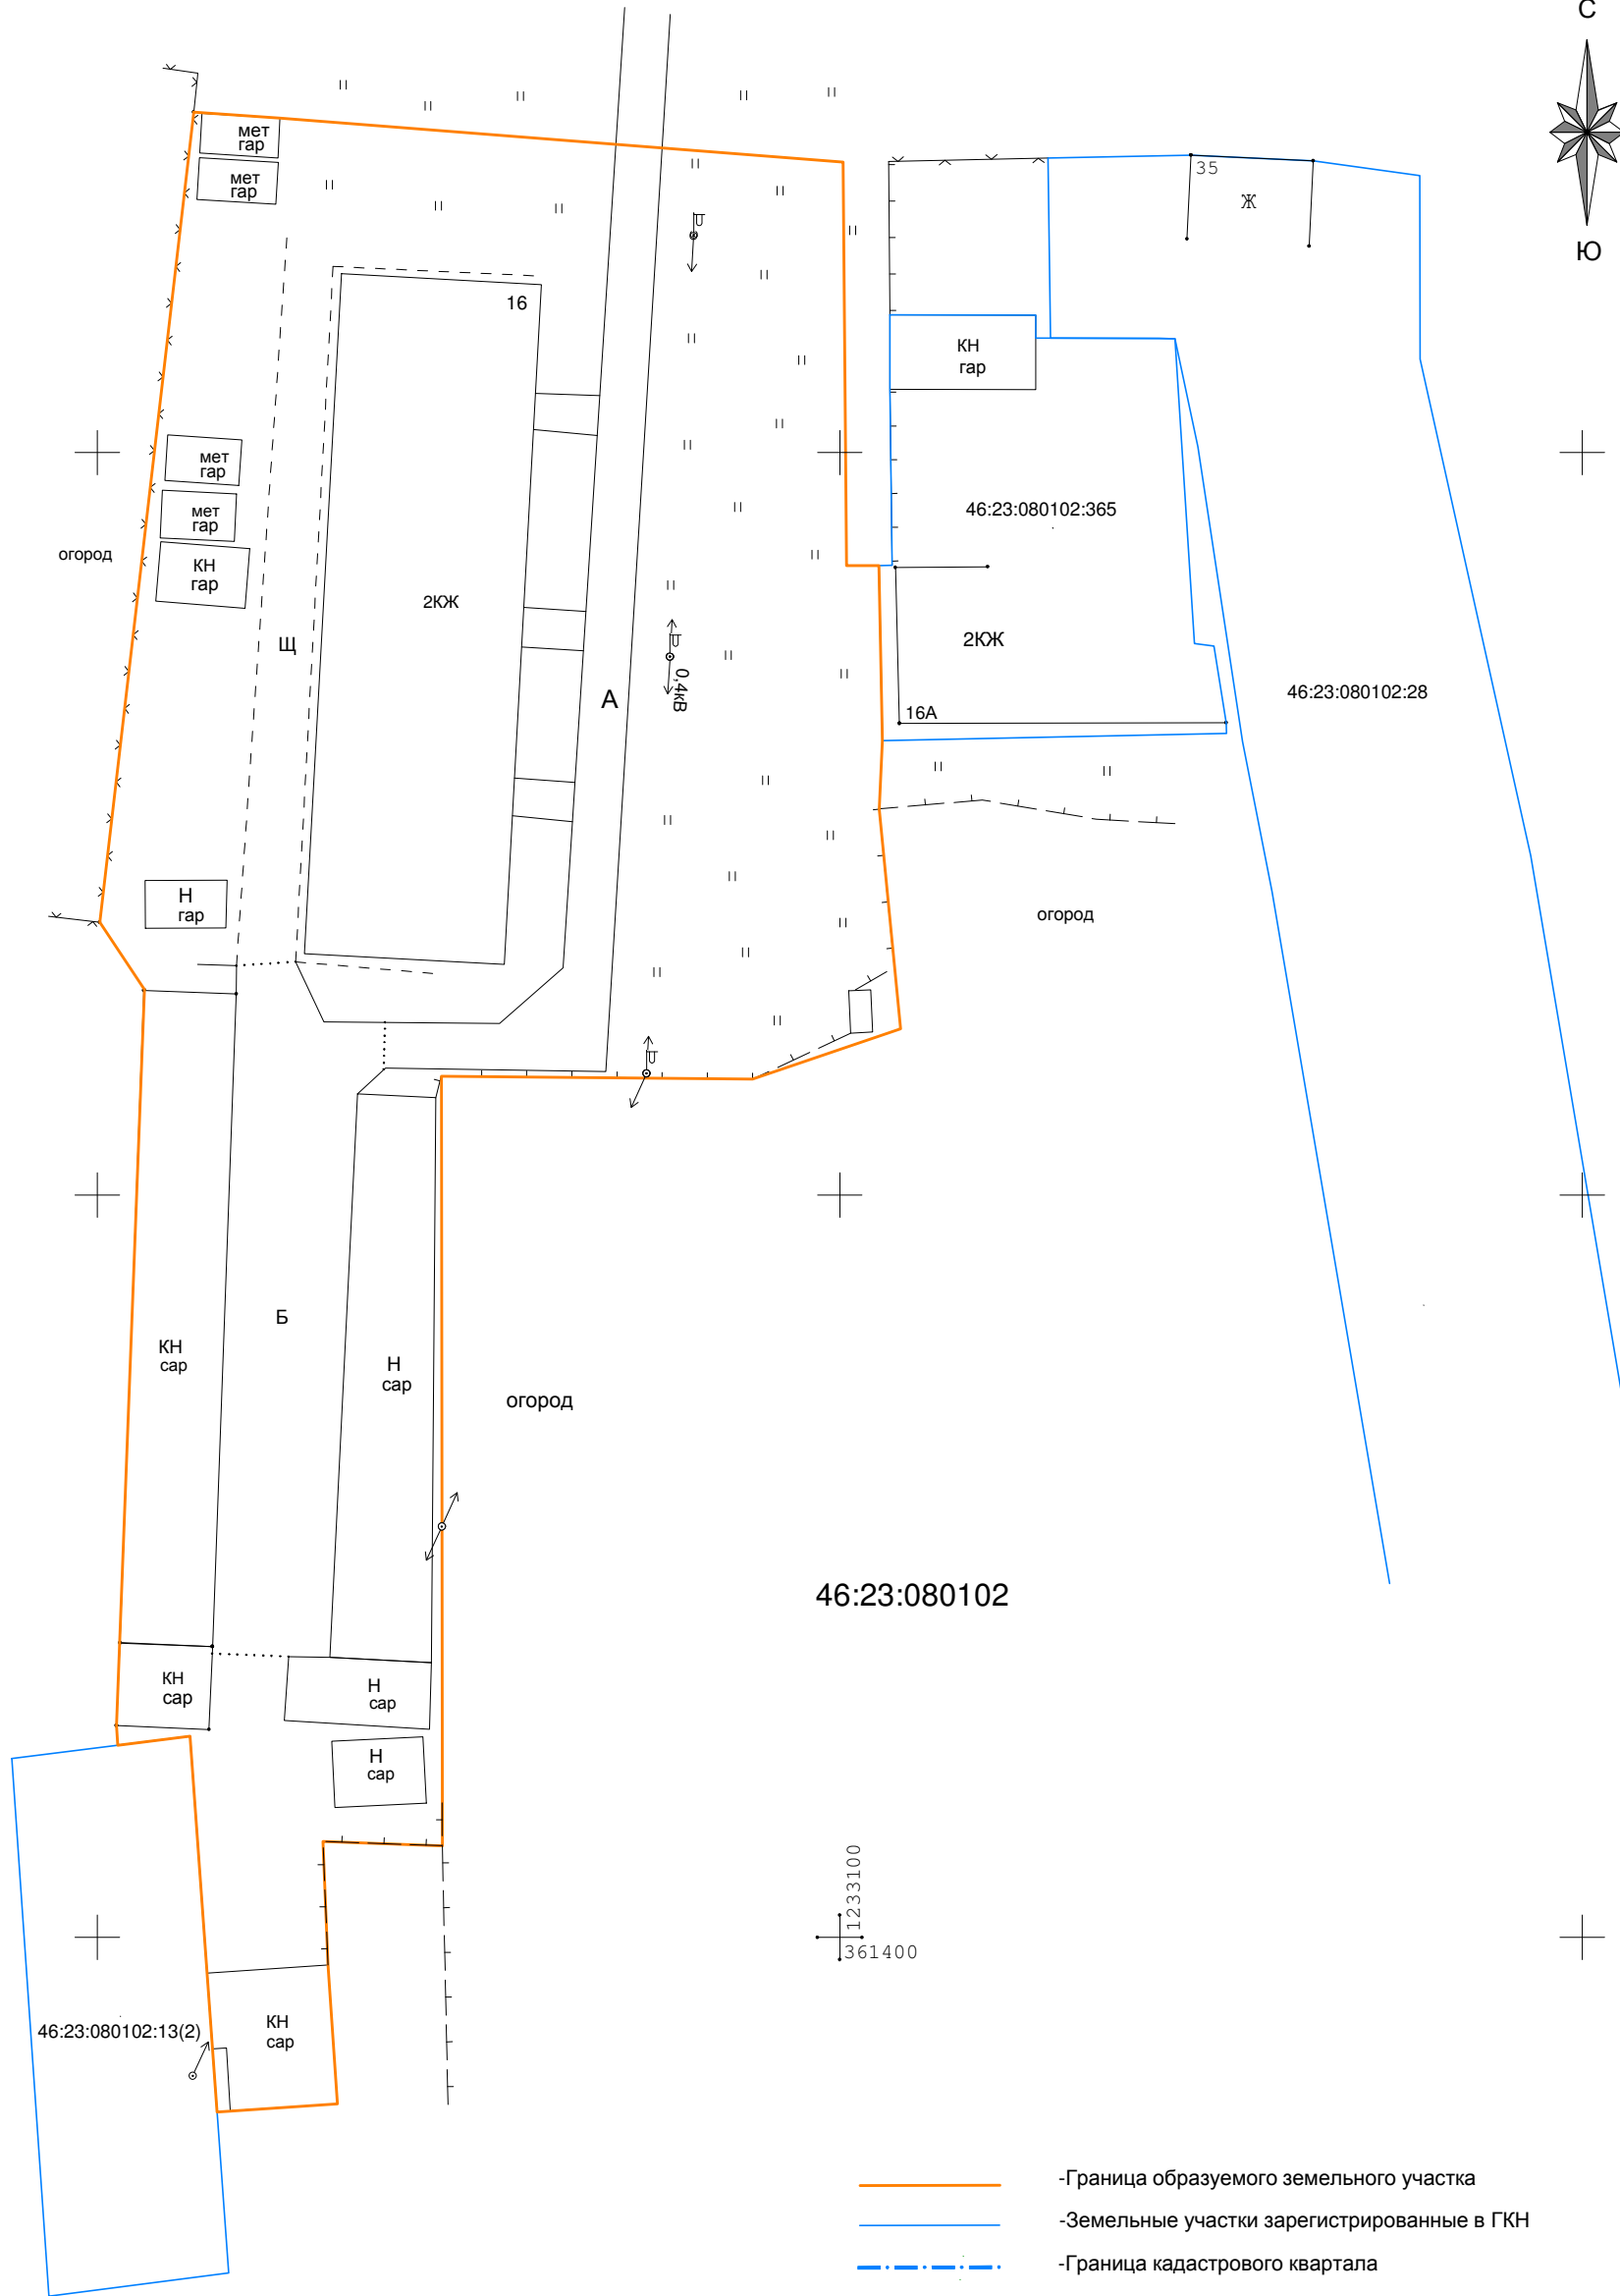 С
Ю
мет
гар
мет
гар
35
Ж
16
КН
гар
мет
гар
мет
гар
КН
гар
огород
46:23:080102:365
2КЖ
Щ
2КЖ
0,4кВ
А
16А
46:23:080102:28
Н
гар
огород
Б
КН
сар
Н
сар
огород
46:23:080102
КН
сар
Н
сар
Н
сар
1233100
361400
46:23:080102:13(2)
КН
сар
-Граница образуемого земельного участка
-Земельные участки зарегистрированные в ГКН
-Граница кадастрового квартала